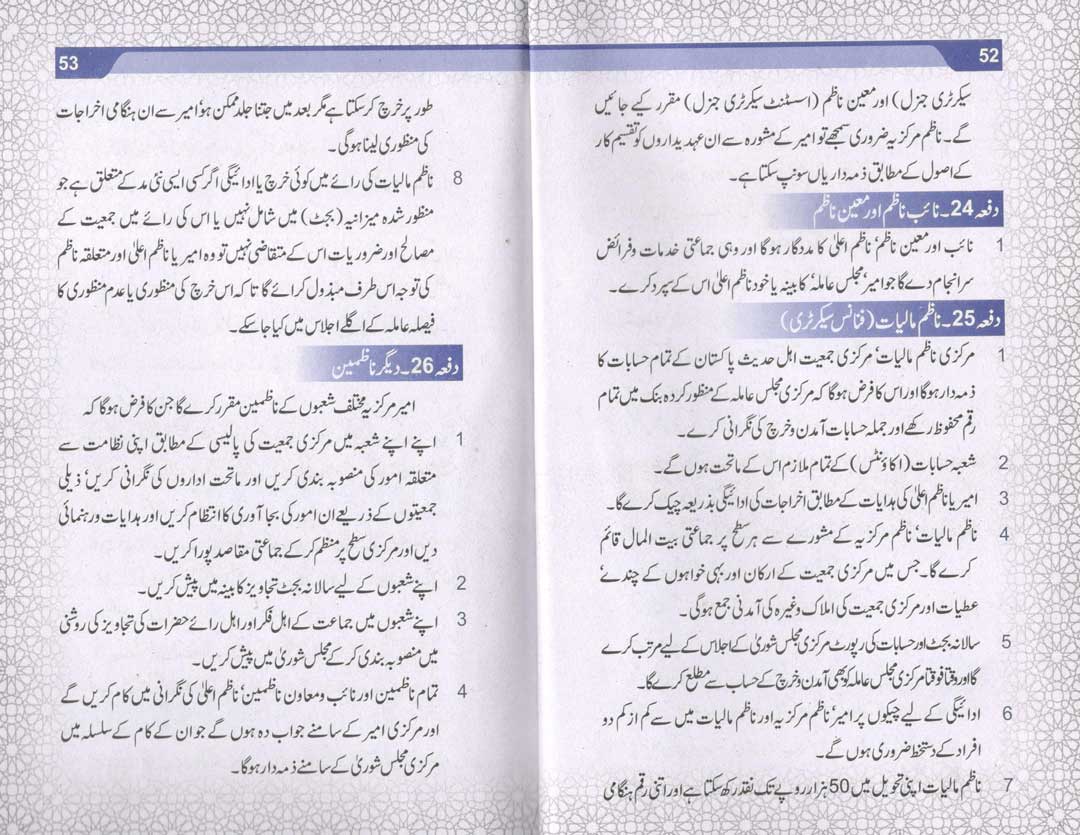 52
سیکرٹری جنرل) اور معین ناظم (اسسٹنٹ سیکرٹری جنرل) مقرر کیے جائیں
گے۔ ناظم مرکزیہ ضروری سمجھے تو امیر کے مشورہ سے ان عہدیداروں کو تقسیم کار
کے اصول کے مطابق ذمہ داریاں سونپ سکتا ہے۔
دفعہ 24۔ نائب ناظم اور معین ناظم
1 نائب اور معین ناظم‘ ناظم اعلیٰ کا مددگار ہوگا اور وہی جماعتی خدمات و فرائض
سرانجام دے گا جو امیر‘ مجلس عاملہ‘ کابینہ یا خود ناظم اعلیٰ اس کے سپرد کرے۔
دفعہ 25۔ ناظم مالیات (فنانس سیکرٹری)
1 مرکزی ناظم مالیات‘ مرکزی جمعیت اہل حدیث پاکستان کے تمام حسابات کا
ذمہ دار ہوگا اور اس کا فرض ہوگا کہ مرکزی مجلس عاملہ کے منظور کردہ بنک میں تمام
رقم محفوظ رکھے اور جملہ حسابات آمدن و خرچ کی نگرانی کرے۔
2 شعبہ حسابات (اکاؤنٹس) کے تمام ملازم اس کے ماتحت ہوں گے۔
3 امیر یا ناظم اعلیٰ کی ہدایات کے مطابق اخراجات کی ادائیگی بذریعہ چیک کرے گا۔
4 ناظم مالیات‘ ناظم مرکزیہ کے مشورے سے ہر سطح پر جماعتی بیت المال قائم
کرے گا۔ جس میں مرکزی جمعیت کے ارکان اور بہی خواہوں کے چندے‘
عطیات اور مرکزی جمعیت کی املاک وغیرہ کی آمدنی جمع ہوگی۔
5 سالانہ بجٹ اور حسابات کی رپورٹ مرکزی مجلس شوریٰ کے اجلاس کے لیے مرتب کرے
گا اور وقتاً فوقتاً مرکزی مجلس عاملہ کو بھی آمدن و خرچ کے حساب سے مطلع کرے گا۔
6 ادائیگی کے لیے چیکوں پر امیر‘ ناظم مرکزیہ اور ناظم مالیات میں سے کم از کم دو
افراد کے دستخط ضروری ہوں گے۔
7 ناظم مالیات اپنی تحویل میں 50 ہزار روپے تک نقد رکھ سکتا ہے اور اتنی رقم ہنگامی
53
طور پر خرچ کر سکتا ہے مگر بعد میں جتنا جلد ممکن ہو‘ امیر سے ان ہنگامی اخراجات
کی منظوری لینا ہوگی۔
8 ناظم مالیات کی رائے میں کوئی خرچ یا ادائیگی اگر کسی ایسی نئی مد کے متعلق ہے جو
منظور شدہ میزانیہ (بجٹ) میں شامل نہیں یا اس کی رائے میں جمعیت کے
مصالح اور ضروریات اس کے متقاضی نہیں تو وہ امیر یا ناظم اعلیٰ اور متعلقہ ناظم
کی توجہ اس طرف مبذول کرائے گا تا کہ اس خرچ کی منظوری یا عدم منظوری کا
فیصلہ عاملہ کے اگلے اجلاس میں کیا جا سکے۔
دفعہ 26۔ دیگر ناظمین
امیر مرکزیہ مختلف شعبوں کے ناظمین مقرر کرے گا جن کا فرض ہوگا کہ
1 اپنے اپنے شعبہ میں مرکزی جمعیت کی پالیسی کے مطابق اپنی نظامت سے
متعلقہ امور کی منصوبہ بندی کریں اور ماتحت اداروں کی نگرانی کریں‘ ذیلی
جمعیتوں کے ذریعے ان امور کی بجا آوری کا انتظام کریں اور ہدایات و رہنمائی
دیں اور مرکزی سطح پر منظم کر کے جماعتی مقاصد پورا کریں۔
2 اپنے شعبوں کے لیے سالانہ بجٹ تجاویز کابینہ میں پیش کریں۔
3 اپنے شعبوں میں جماعت کے اہل فکر اور اہل رائے حضرات کی تجاویز کی روشنی
میں منصوبہ بندی کر کے مجلس شوریٰ میں پیش کریں۔
4 تمام ناظمین اور نائب و معاون ناظمین‘ ناظم اعلیٰ کی نگرانی میں کام کریں گے
اور مرکزی امیر کے سامنے جواب دہ ہوں گے جو ان کے کام کے سلسلہ میں
مرکزی مجلس شوریٰ کے سامنے ذمہ دار ہوگا۔